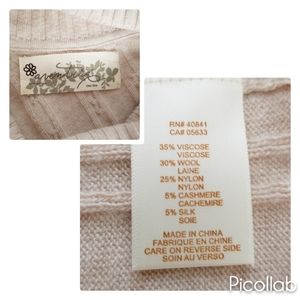 RN# 40841
CA# 05633
35% VISCOSE
VISCOSE
30% WOOL
LAINE
25% NYLON
NYLON
5% CASHMERE
CACHEMIRE
5% SILK
SOIE
MADE IN CHINA
FABRIQUE EN CHINE
CARE ON REVERSE SIDE
SOIN AU VERSO
Picollab